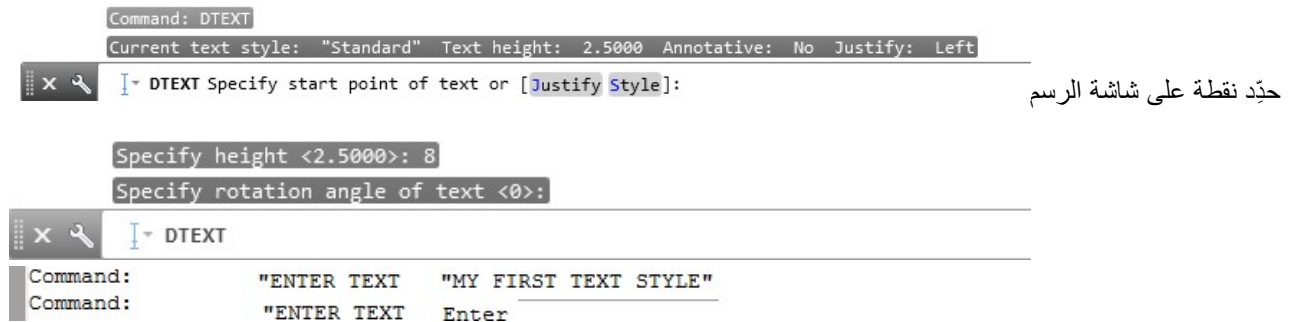 Command: DTEXT
Current text style: "Standard" Text height: 2.5000 Annotative: No Justify: Left
DTEXT Specify start point of text or [Justify Style]:
حدِّد نقطة على شاشة الرسم
Specify height <2.5000>: 8
Specify rotation angle of text <0>:
DTEXT
Command: "ENTER TEXT "MY FIRST TEXT STYLE"
Command: "ENTER TEXT Enter